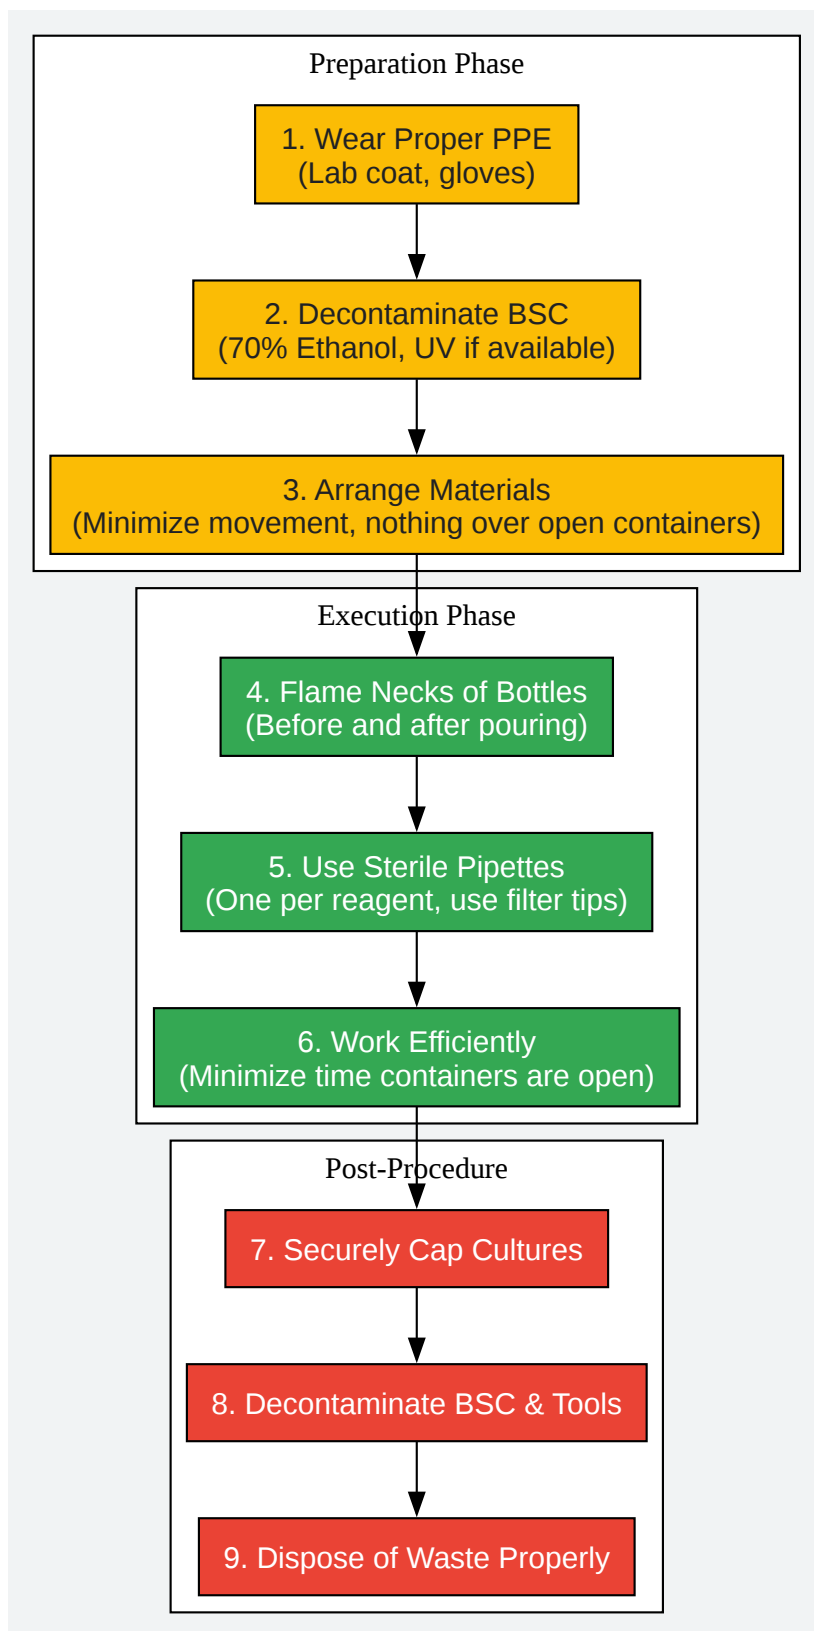 Preparation Phase
1. Wear Proper PPE
(Lab coat, gloves)
2. Decontaminate BSC
(70% Ethanol, UV if available)
3. Arrange Materials
(Minimize movement, nothing over open containers)
Execution Phase
4. Flame Necks of Bottles
(Before and after pouring)
5. Use Sterile Pipettes
(One per reagent, use filter tips)
6. Work Efficiently
(Minimize time containers are open)
Post-Procedure
7. Securely Cap Cultures
8. Decontaminate BSC & Tools
9. Dispose of Waste Properly